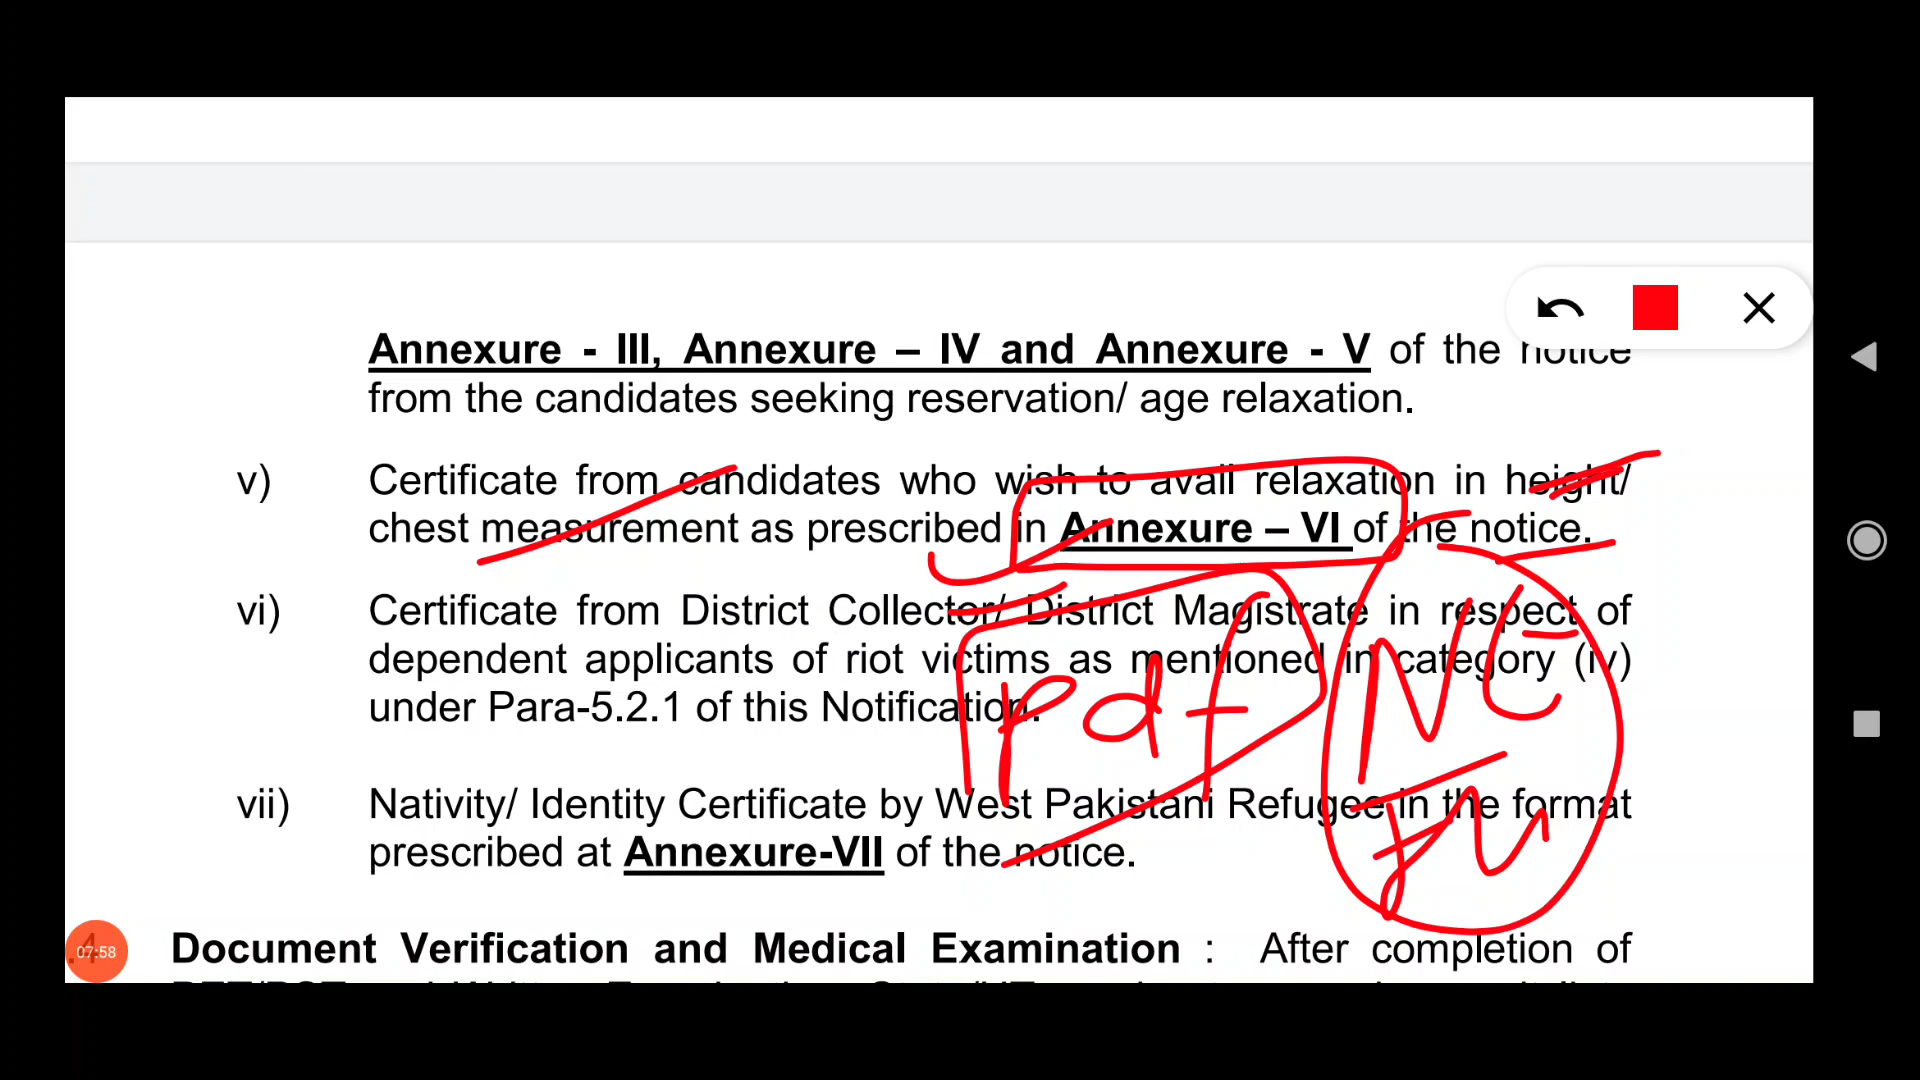 Annexure - III, Annexure – IV and Annexure - V of the notice
from the candidates seeking reservation/ age relaxation.
v) Certificate from candidates who wish to avail relaxation in height/
chest measurement as prescribed in Annexure – VI of the notice.
vi) Certificate from District Collector/ District Magistrate in respect of
dependent applicants of riot victims as mentioned in category (iv)
under Para-5.2.1 of this Notification.
pdf
NC
vii) Nativity/ Identity Certificate by West Pakistani Refugee in the format
prescribed at Annexure-VII of the notice.
07:58
Document Verification and Medical Examination : After completion of